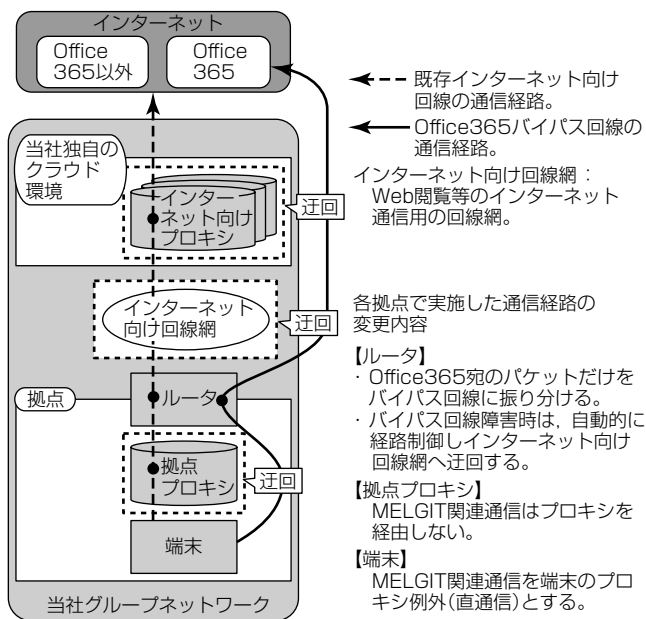 インターネット
Office
365以外
Office
365
当社独自の
クラウド
環境
インター
ネット向け
プロキシ
迂回
インターネット
向け回線網
迂回
拠点
ルータ
拠点
プロキシ
迂回
端末
当社グループネットワーク
既存インターネット向け
回線の通信経路。
Office365バイパス回線の
通信経路。
インターネット向け回線網：
Web閲覧等のインターネット
通信用の回線網。
各拠点で実施した通信経路の
変更内容
【ルータ】
・Office365宛のパケットだけを
バイパス回線に振り分ける。
・バイパス回線障害時は，自動的に
経路制御しインターネット向け
回線網へ迂回する。
【拠点プロキシ】
MELGIT関連通信はプロキシを
経由しない。
【端末】
MELGIT関連通信を端末のプロ
キシ例外(直通信)とする。